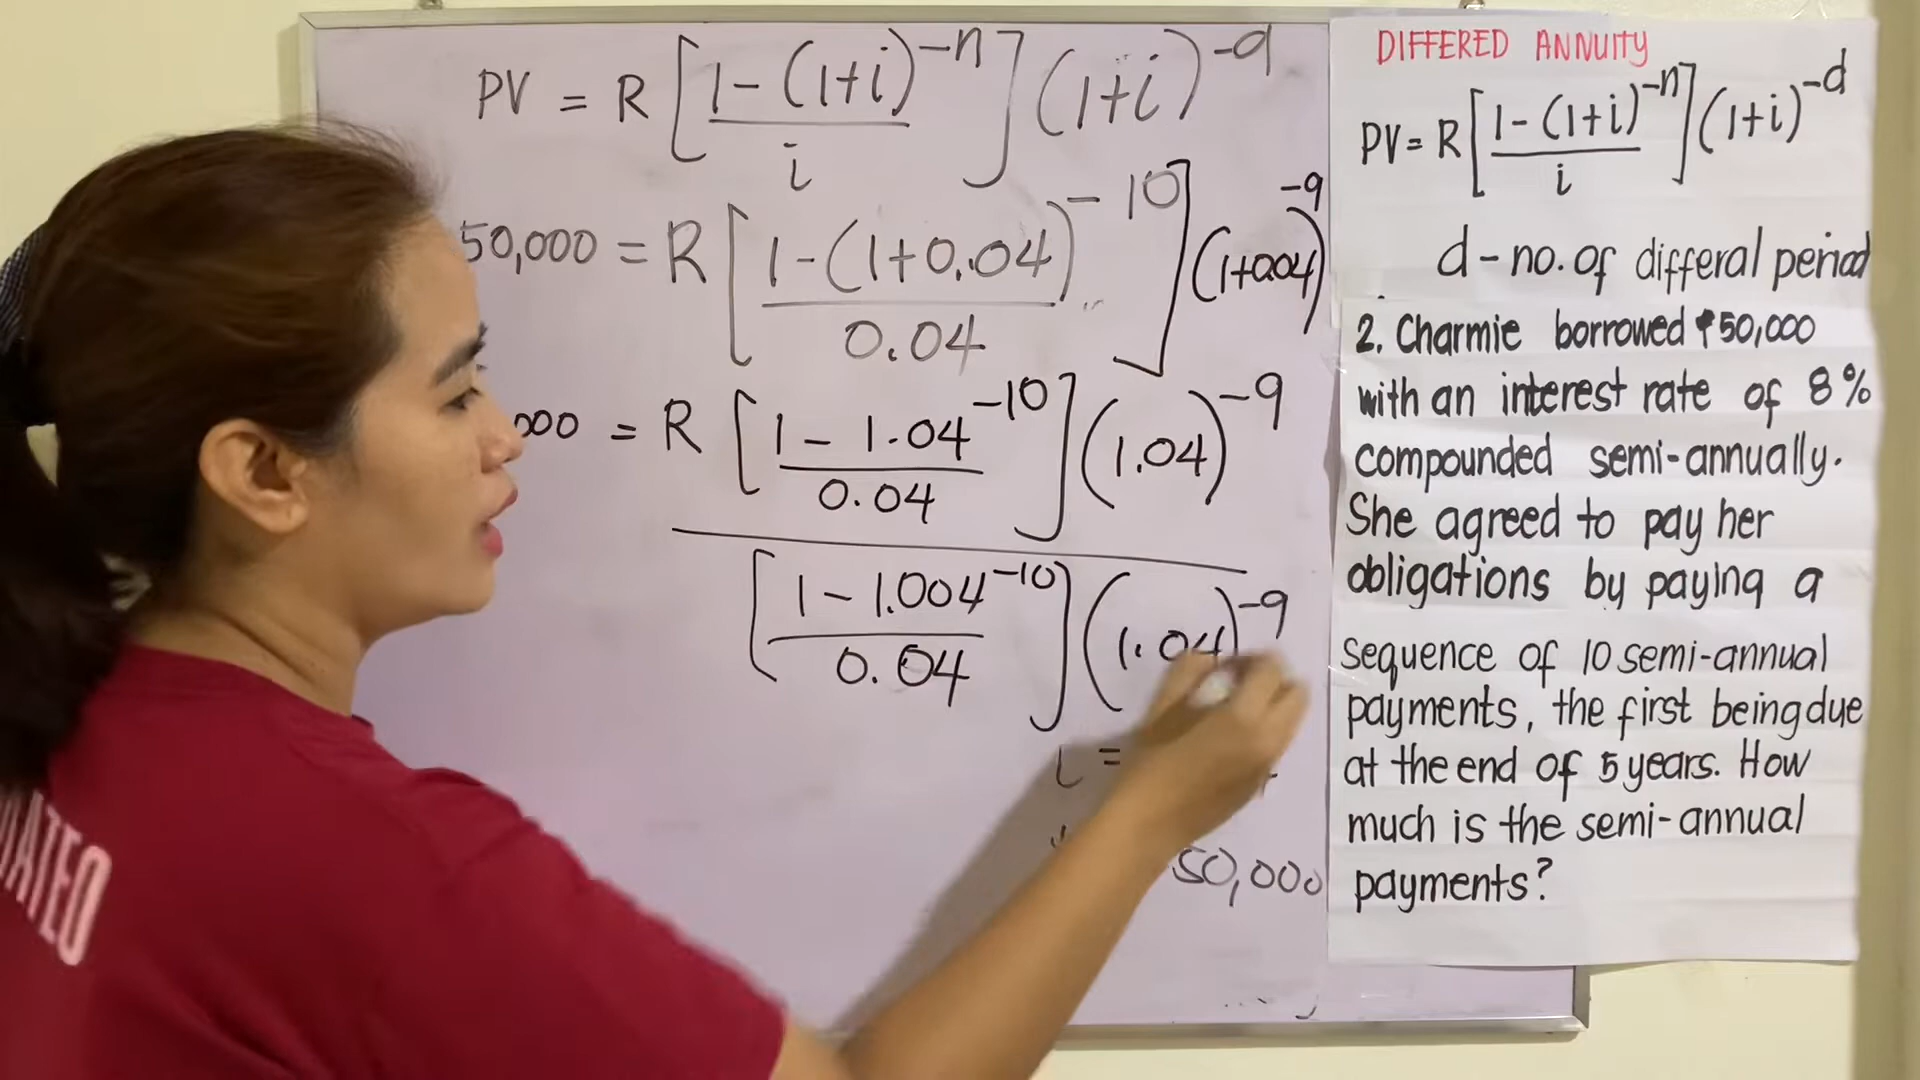 PV = R [ 1 - (1+i)^-n / i ] (1+i)^-d
50,000 = R [ 1 - (1+0.04)^-10 / 0.04 ] (1+0.04)^-9
000 = R [ 1 - 1.04^-10 / 0.04 ] (1.04)^-9
[ 1 - 1.004^-10 / 0.04 ] (1.04)^-9
i =
50,000
DIFFERED ANNUITY
PV = R [ 1 - (1+i)^-n / i ] (1+i)^-d
d - no. of differal period
2. Charmie borrowed ₱50,000
with an interest rate of 8%
compounded semi-annually.
She agreed to pay her
obligations by paying a
sequence of 10 semi-annual
payments, the first being due
at the end of 5 years. How
much is the semi-annual
payments?